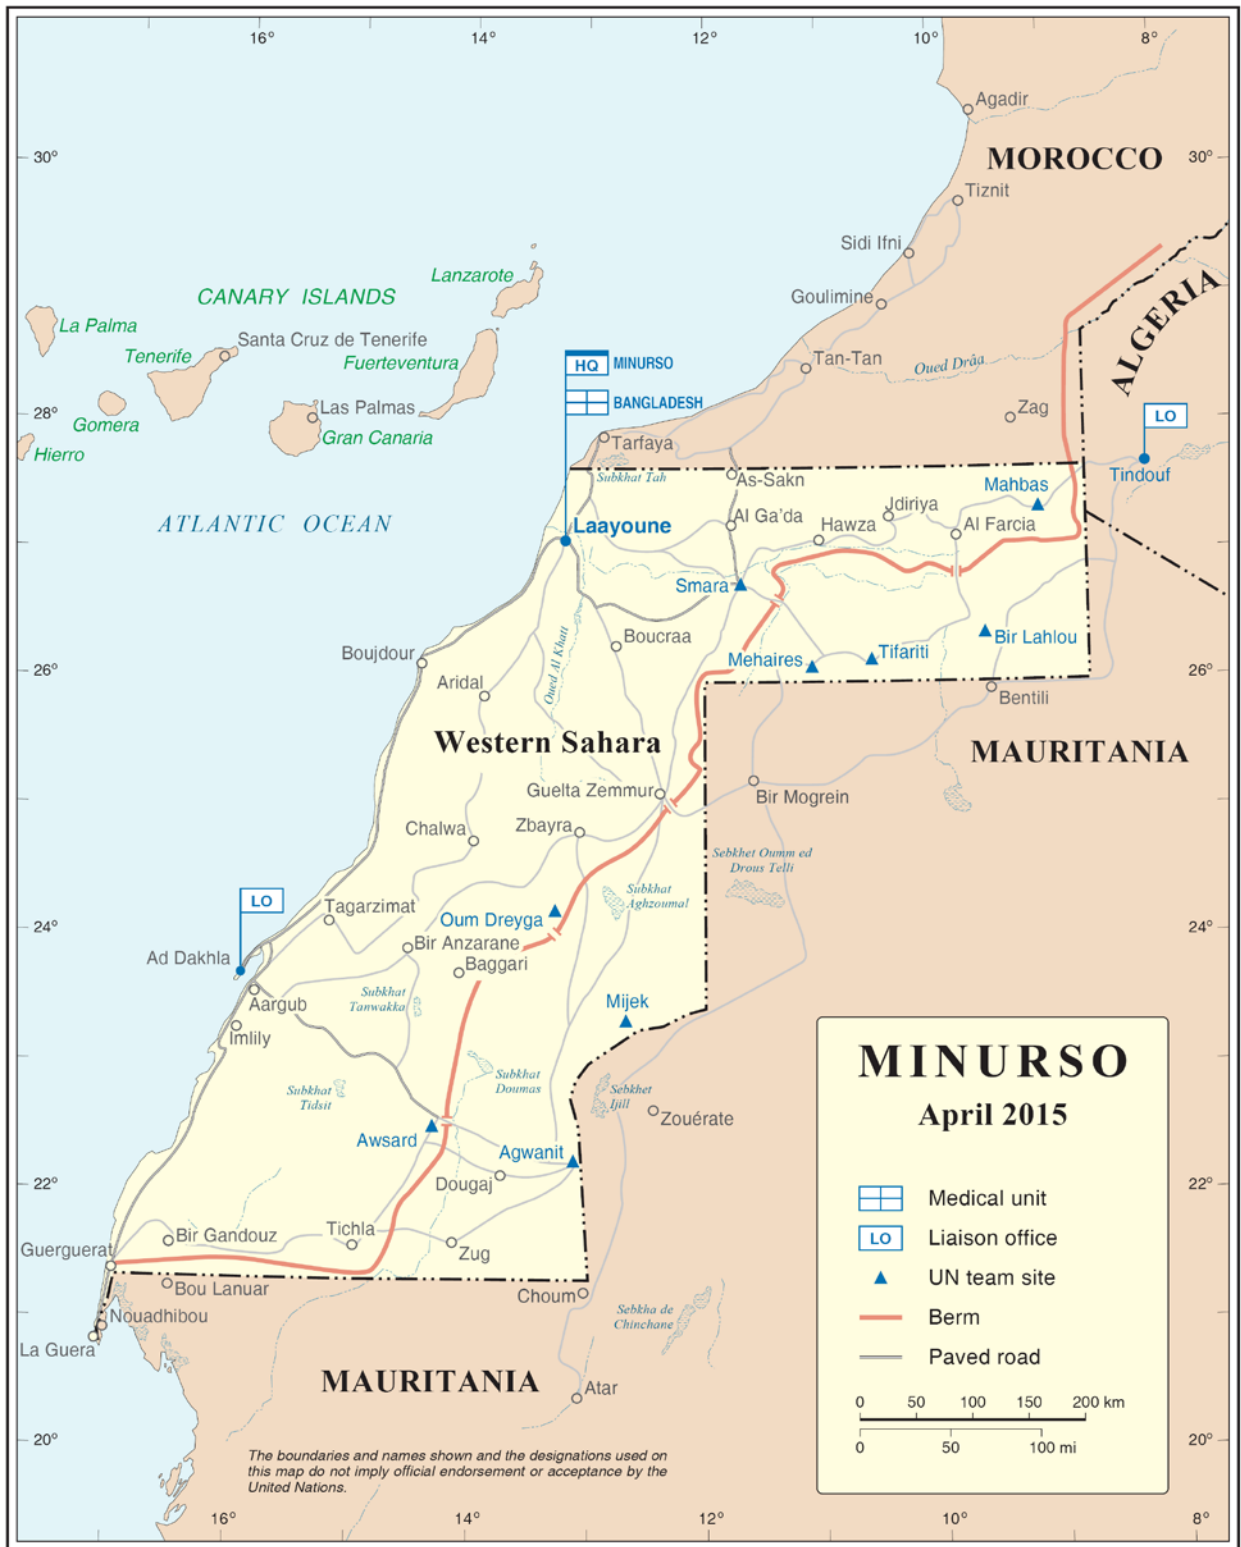 16°
14°
12°
10°
8°
Agadir
30°
MOROCCO
30°
Tiznit
Sidi Ifni
Lanzarote
CANARY ISLANDS
Goulimine
ALGERIA
La Palma
Santa Cruz de Tenerife
Tenerife
Fuerteventura
HQ
MINURSO
Tan-Tan
Oued Drâa
BANGLADESH
Gomera
Las Palmas
28°
Zag
LO
28°
Gran Canaria
Hierro
Tarfaya
Subkhat Tah
As-Sakn
Mahbas
Tindouf
ATLANTIC OCEAN
Laayoune
Al Ga'da
Jdiriya
Hawza
Al Farcia
Smara
Boucraa
Bir Lahlou
Boujdour
Oued Al Khatt
Mehaires
Tifariti
26°
26°
Aridal
Bentili
Western Sahara
MAURITANIA
Guelta Zemmur
Bir Mogrein
Chalwa
Zbayra
Sebkhet Oumm ed
Drous Telli
Subkhat
Aghzoumal
LO
Tagarzimat
Oum Dreyga
24°
24°
Bir Anzarane
Ad Dakhla
Baggari
Subkhat
Tanwakka
Aargub
Mijek
Imlily
Subkhat
Doumas
Subkhat
Tidsit
Sebkhet
Ijill
Zouérate
Awsard
Agwanit
Dougaj
22°
22°
Tichla
Bir Gandouz
Guerguerat
Zug
Bou Lanuar
Choum
Nouadhibou
Sebkha de
Chinchane
La Guera
MAURITANIA
Atar
MINURSO
April 2015
Medical unit
LO
Liaison office
UN team site
Berm
Paved road
0 50 100 150 200 km
0 50 100 mi
20°
20°
The boundaries and names shown and the designations used on
this map do not imply official endorsement or acceptance by the
United Nations.
16°
14°
12°
10°
8°